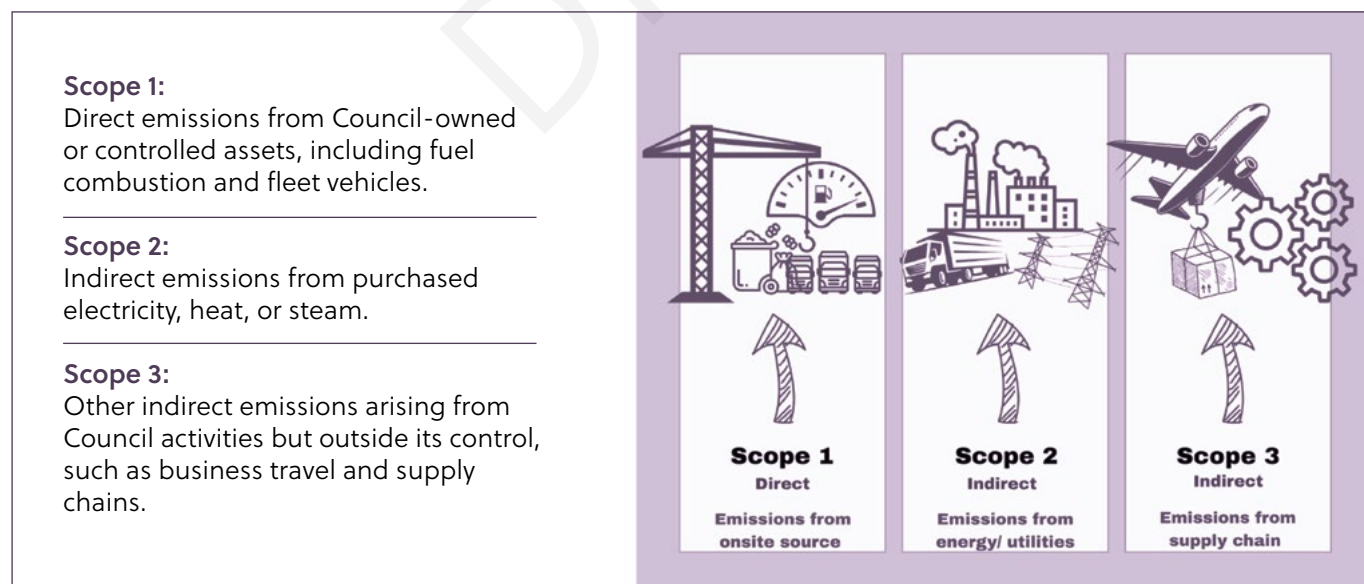 Scope 1:
Direct emissions from Council-owned
or controlled assets, including fuel
combustion and fleet vehicles.
Scope 2:
Indirect emissions from purchased
electricity, heat, or steam.
Scope 3:
Other indirect emissions arising from
Council activities but outside its control,
such as business travel and supply
chains.
Scope 1
Direct
Emissions from
onsite source
Scope 2
Indirect
Emissions from
energy/ utilities
Scope 3
Indirect
Emissions from
supply chain